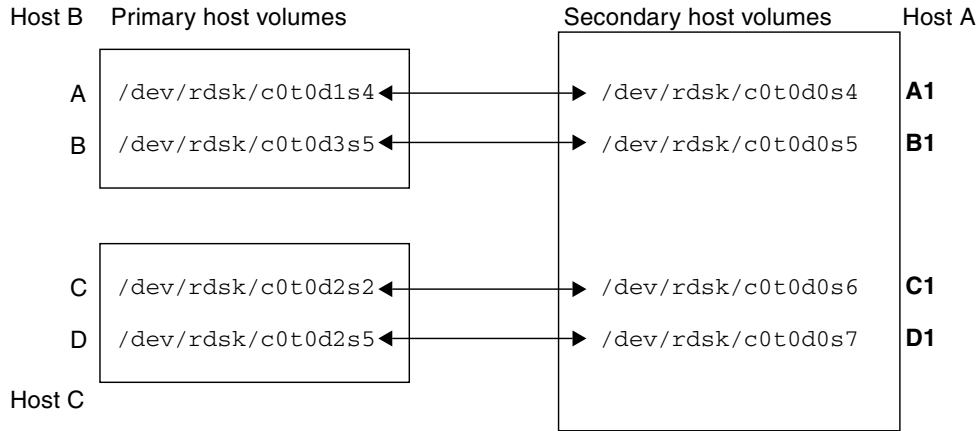 Host B Primary host volumes Secondary host volumes Host A
A /dev/rdsk/c0t0d1s4 /dev/rdsk/c0t0d0s4 A1
B /dev/rdsk/c0t0d3s5 /dev/rdsk/c0t0d0s5 B1
C /dev/rdsk/c0t0d2s2 /dev/rdsk/c0t0d0s6 C1
D /dev/rdsk/c0t0d2s5 /dev/rdsk/c0t0d0s7 D1
Host C